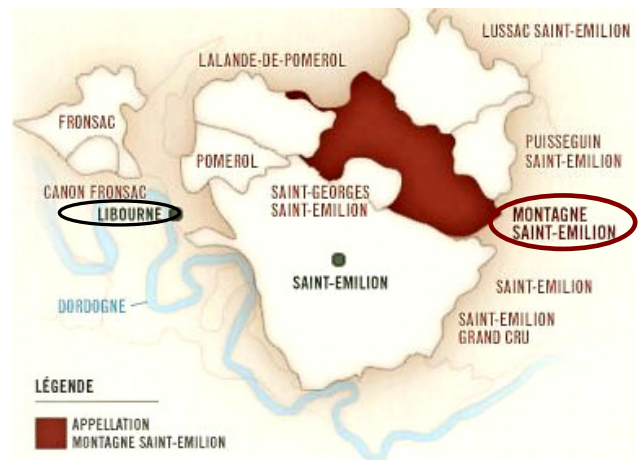 LUSSAC SAINT-EMILION
LALANDE-DE-POMEROL
FRONSAC
POMEROL
PUISSEGUIN
SAINT-EMILION
CANON FRONSAC
LIBOURNE
SAINT-GEORGES
SAINT-EMILION
MONTAGNE
SAINT-EMILION
SAINT-EMILION
SAINT-EMILION
DORDOGNE
SAINT-EMILION
GRAND CRU
LÉGENDE
APPELLATION
MONTAGNE SAINT-EMILION